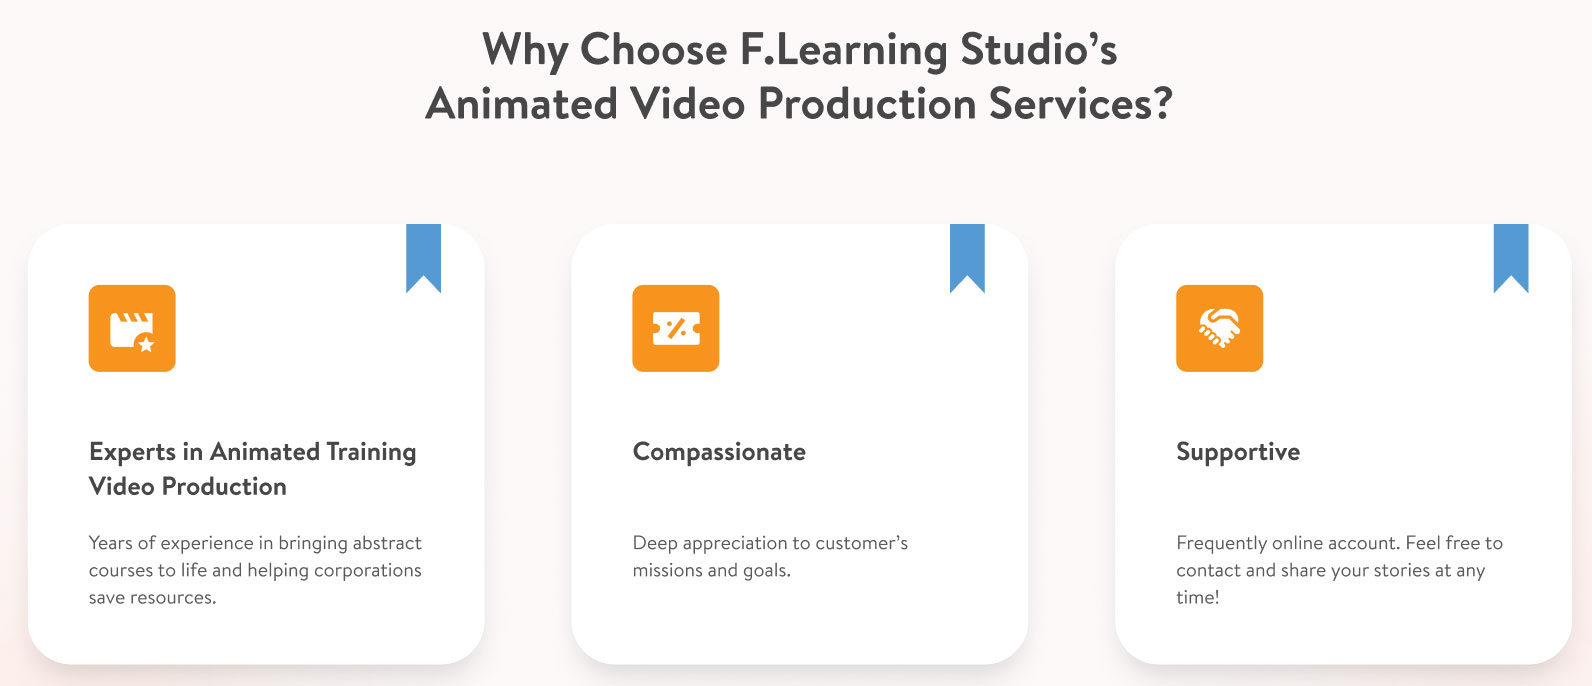 Why Choose F.Learning Studio’s
Animated Video Production Services?
Experts in Animated Training
Video Production
Years of experience in bringing abstract
courses to life and helping corporations
save resources.
Compassionate
Deep appreciation to customer’s
missions and goals.
Supportive
Frequently online account. Feel free to
contact and share your stories at any
time!